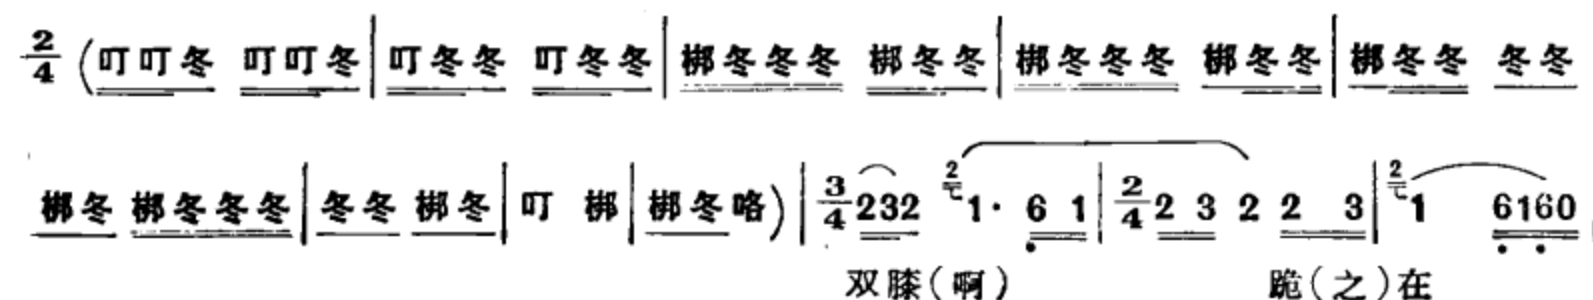 2/4 (叮叮冬 叮叮冬 | 叮冬冬 叮冬冬 | 梆冬冬冬 梆冬冬 | 梆冬冬冬 梆冬冬 | 梆冬冬 冬冬
梆冬 梆冬冬冬 | 冬冬 梆冬 | 叮 梆 | 梆冬咯) | 3/4 232 2 1· 6 1 | 2/4 2 3 2 2 3 | 2 1 6160
双膝(啊) 跪(之)在